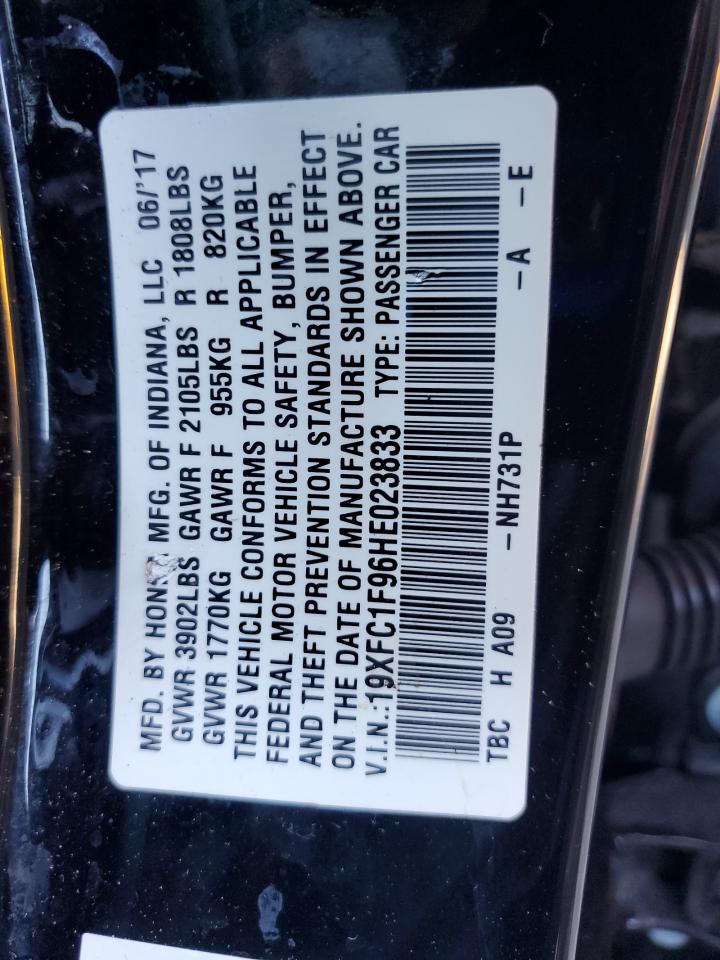 MFD. BY MFG. OF INDIANA, LLC 06/'17
GVWR 3902LBS GAWR F 2105LBS R 1808LBS
GVWR 1770KG GAWR F 955KG R 820KG
THIS VEHICLE CONFORMS TO ALL APPLICABLE
FEDERAL MOTOR VEHICLE SAFETY, BUMPER,
AND THEFT PREVENTION STANDARDS IN EFFECT
ON THE DATE OF MANUFACTURE SHOWN ABOVE.
V.I.N.:19XFC1F96HE023833 TYPE: PASSENGER CAR
TBC H A09 -NH731P -A -E